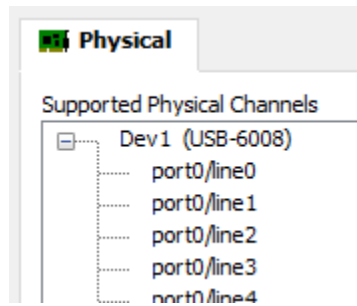 Physical
Supported Physical Channels
Dev1 (USB-6008)
port0/line0
port0/line1
port0/line2
port0/line3
port0/line4